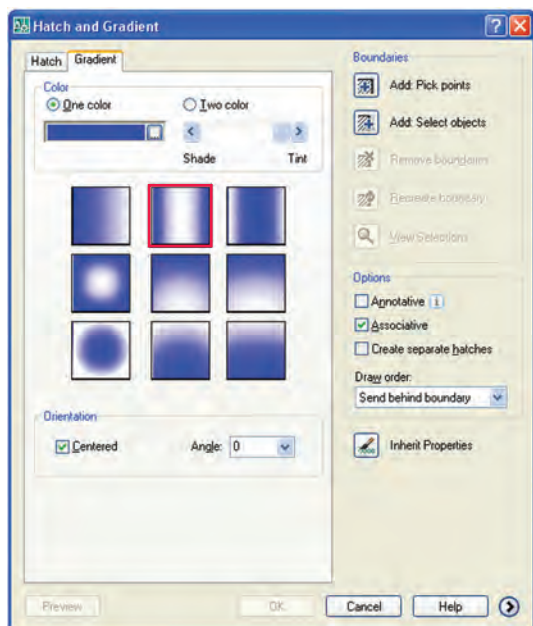 Hatch and Gradient
Hatch
Gradient
Color
One color
Two color
Shade
Tint
Orientation
Centered
Angle: 0
Boundaries
Add: Pick points
Add: Select objects
Remove boundaries
Recreate boundary
View Selections
Options
Annotative
Associative
Create separate hatches
Draw order:
Send behind boundary
Inherit Properties
Preview
OK
Cancel
Help